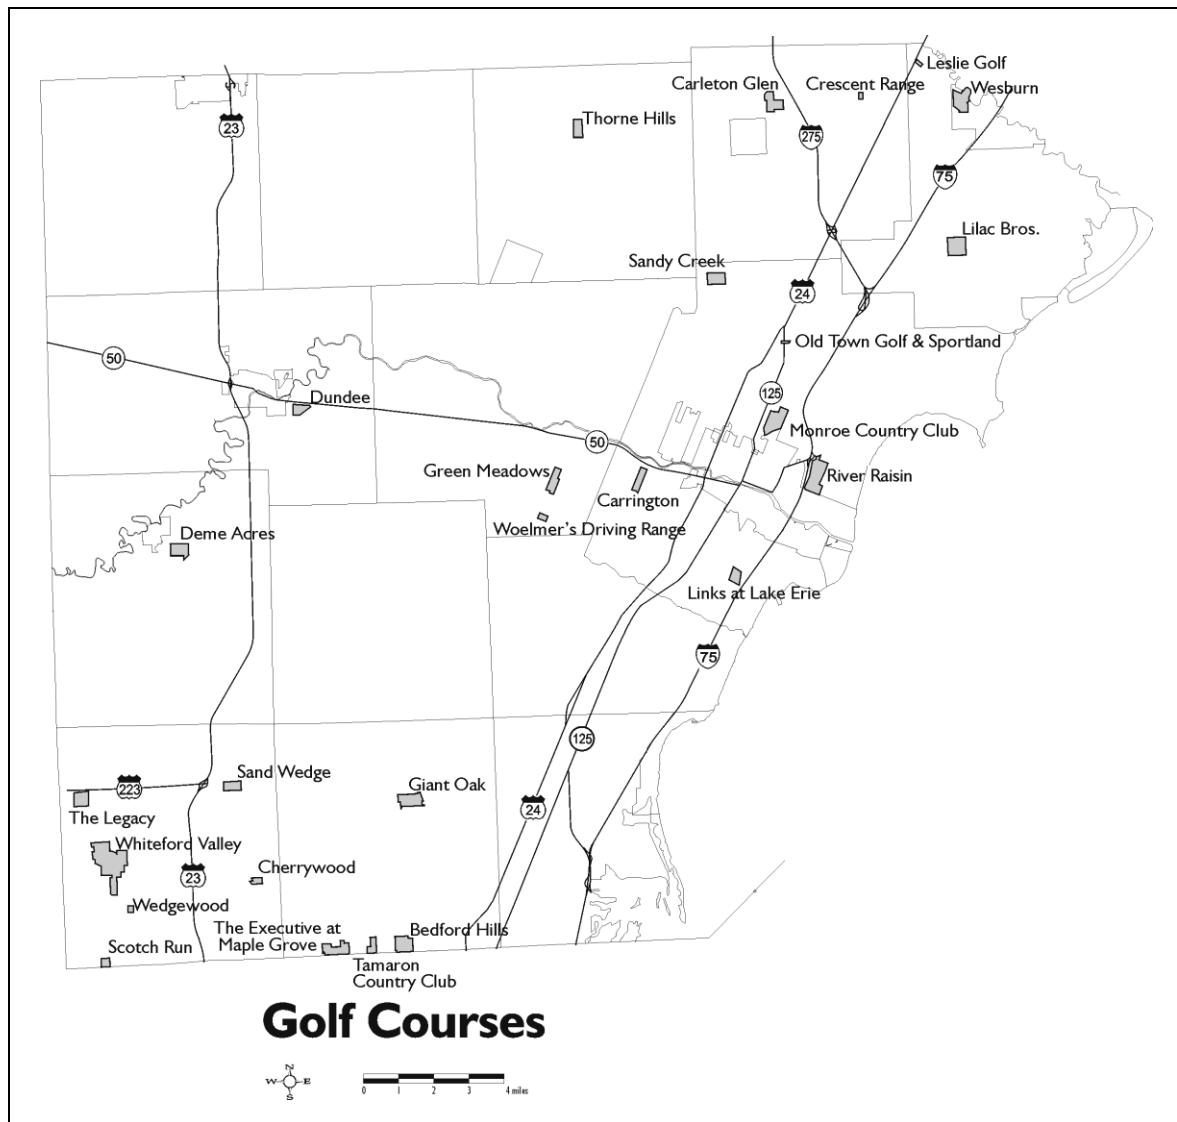 Leslie Golf
Carleton Glen
Crescent Range
Wesburn
Thorne Hills
23
275
75
Lilac Bros.
Sandy Creek
24
Old Town Golf & Sportland
50
125
Dundee
Monroe Country Club
50
Green Meadows
River Raisin
Carrington
Woelmer's Driving Range
Deme Acres
Links at Lake Erie
75
125
Sand Wedge
Giant Oak
223
24
The Legacy
Whiteford Valley
Cherrywood
23
Wedgewood
The Executive at
Maple Grove
Bedford Hills
Scotch Run
Tamaron
Country Club
Golf Courses
N
W E
S
0 1 2 3 4 miles